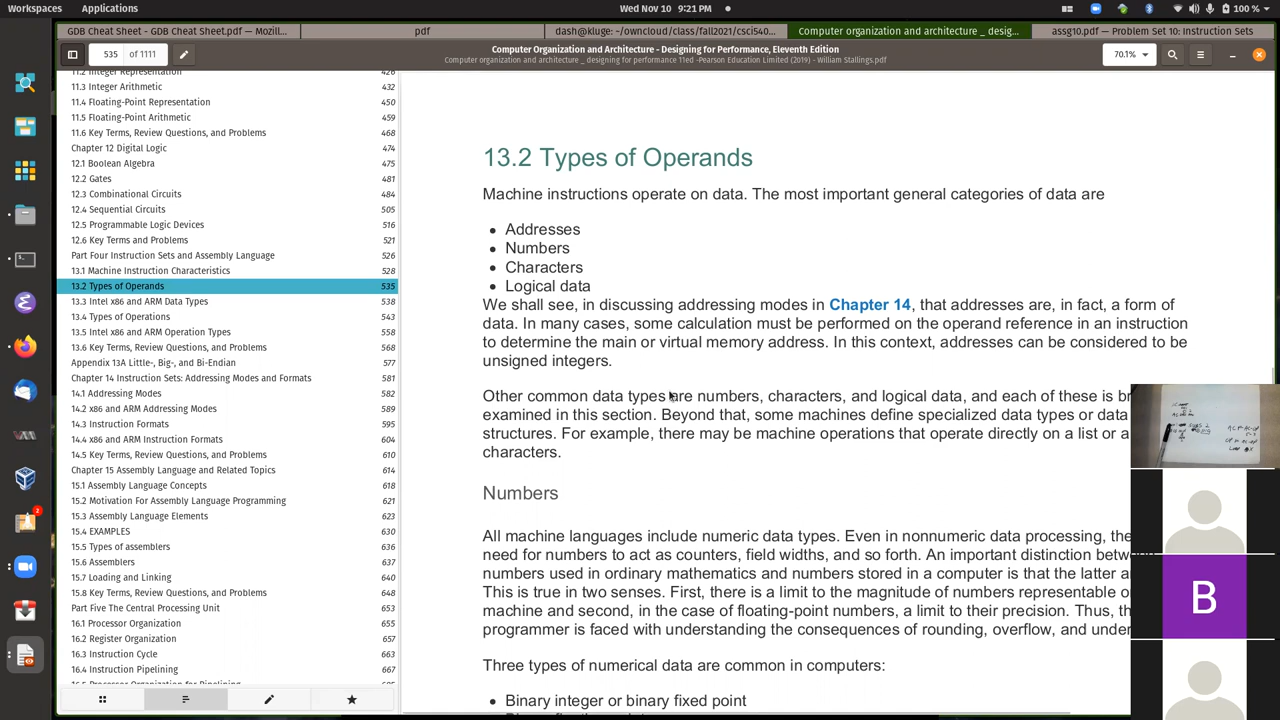 Workspaces Applications
Wed Nov 10 9:21 PM
100 %
GDB Cheat Sheet - GDB Cheat Sheet.pdf — Mozill...
pdf
dash@kluge: ~/owncloud/class/fall2021/csci540...
Computer organization and architecture _ desig...
assg10.pdf — Problem Set 10: Instruction Sets
535 of 1111
Computer Organization and Architecture - Designing for Performance, Eleventh Edition
Computer organization and architecture _ designing for performance 11ed -Pearson Education Limited (2019) - William Stallings.pdf
70.1%
11.2 Integer Representation 426
11.3 Integer Arithmetic 432
11.4 Floating-Point Representation 450
11.5 Floating-Point Arithmetic 459
11.6 Key Terms, Review Questions, and Problems 468
Chapter 12 Digital Logic 474
12.1 Boolean Algebra 475
12.2 Gates 481
12.3 Combinational Circuits 484
12.4 Sequential Circuits 505
12.5 Programmable Logic Devices 516
12.6 Key Terms and Problems 521
Part Four Instruction Sets and Assembly Language 526
13.1 Machine Instruction Characteristics 528
13.2 Types of Operands 535
13.3 Intel x86 and ARM Data Types 538
13.4 Types of Operations 543
13.5 Intel x86 and ARM Operation Types 558
13.6 Key Terms, Review Questions, and Problems 568
Appendix 13A Little-, Big-, and Bi-Endian 577
Chapter 14 Instruction Sets: Addressing Modes and Formats 581
14.1 Addressing Modes 582
14.2 x86 and ARM Addressing Modes 589
14.3 Instruction Formats 595
14.4 x86 and ARM Instruction Formats 604
14.5 Key Terms, Review Questions, and Problems 610
Chapter 15 Assembly Language and Related Topics 614
15.1 Assembly Language Concepts 618
15.2 Motivation For Assembly Language Programming 621
15.3 Assembly Language Elements 623
15.4 EXAMPLES 630
15.5 Types of assemblers 636
15.6 Assemblers 637
15.7 Loading and Linking 640
15.8 Key Terms, Review Questions, and Problems 648
Part Five The Central Processing Unit 653
16.1 Processor Organization 655
16.2 Register Organization 657
16.3 Instruction Cycle 663
16.4 Instruction Pipelining 667
13.2 Types of Operands
Machine instructions operate on data. The most important general categories of data are
• Addresses
• Numbers
• Characters
• Logical data
We shall see, in discussing addressing modes in Chapter 14, that addresses are, in fact, a form of
data. In many cases, some calculation must be performed on the operand reference in an instruction
to determine the main or virtual memory address. In this context, addresses can be considered to be
unsigned integers.
Other common data types are numbers, characters, and logical data, and each of these is br
examined in this section. Beyond that, some machines define specialized data types or data
structures. For example, there may be machine operations that operate directly on a list or a
characters.
Numbers
All machine languages include numeric data types. Even in nonnumeric data processing, the
need for numbers to act as counters, field widths, and so forth. An important distinction betw
numbers used in ordinary mathematics and numbers stored in a computer is that the latter a
This is true in two senses. First, there is a limit to the magnitude of numbers representable o
machine and second, in the case of floating-point numbers, a limit to their precision. Thus, th
programmer is faced with understanding the consequences of rounding, overflow, and under
Three types of numerical data are common in computers:
• Binary integer or binary fixed point
B
2